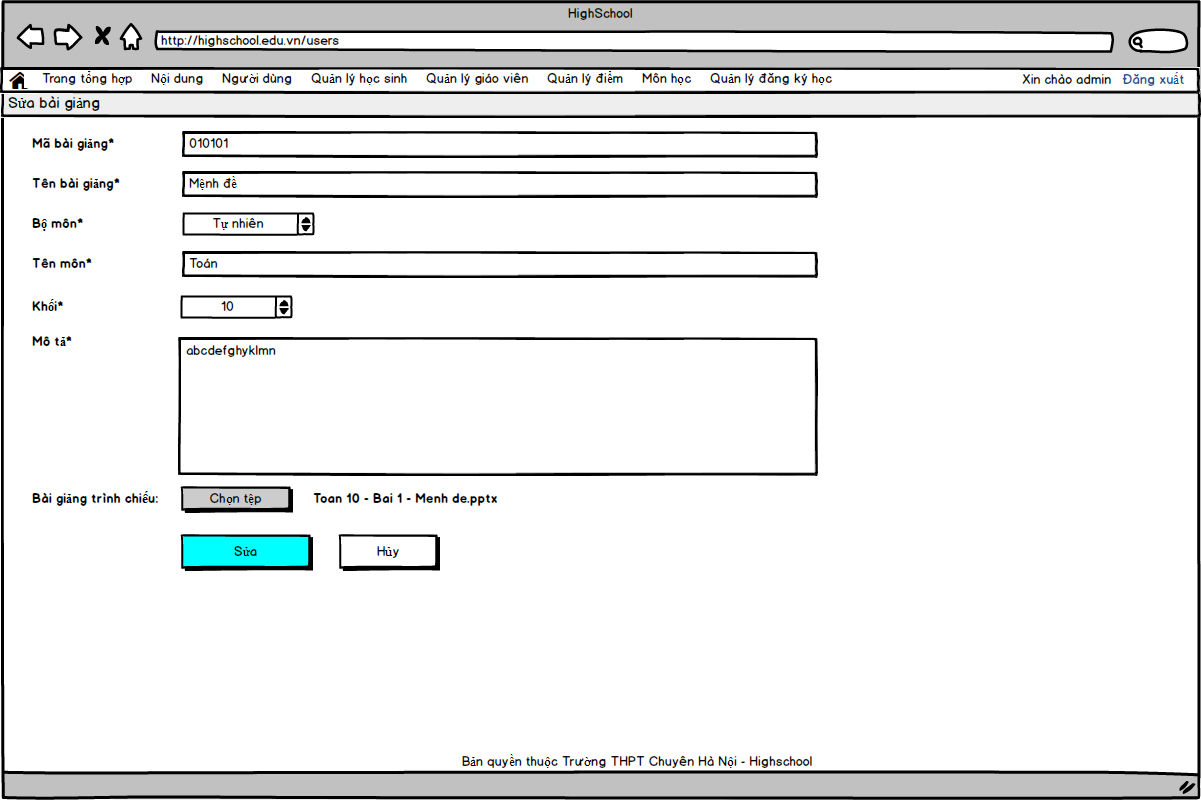 HighSchool
http://highschool.edu.vn/users
Trang tổng hợp Nội dung Người dùng Quản lý học sinh Quản lý giáo viên Quản lý điểm Môn học Quản lý đăng ký học Xin chào admin Đăng xuất
Sửa bài giảng
Mã bài giảng* 010101
Tên bài giảng* Mệnh đề
Bộ môn* Tự nhiên
Tên môn* Toán
Khối* 10
Mô tả* abcdefghyklmn
Bài giảng trình chiếu: Chọn tệp Toan 10 - Bai 1 - Menh de.pptx
Sửa Hủy
Bản quyền thuộc Trường THPT Chuyên Hà Nội - Highschool